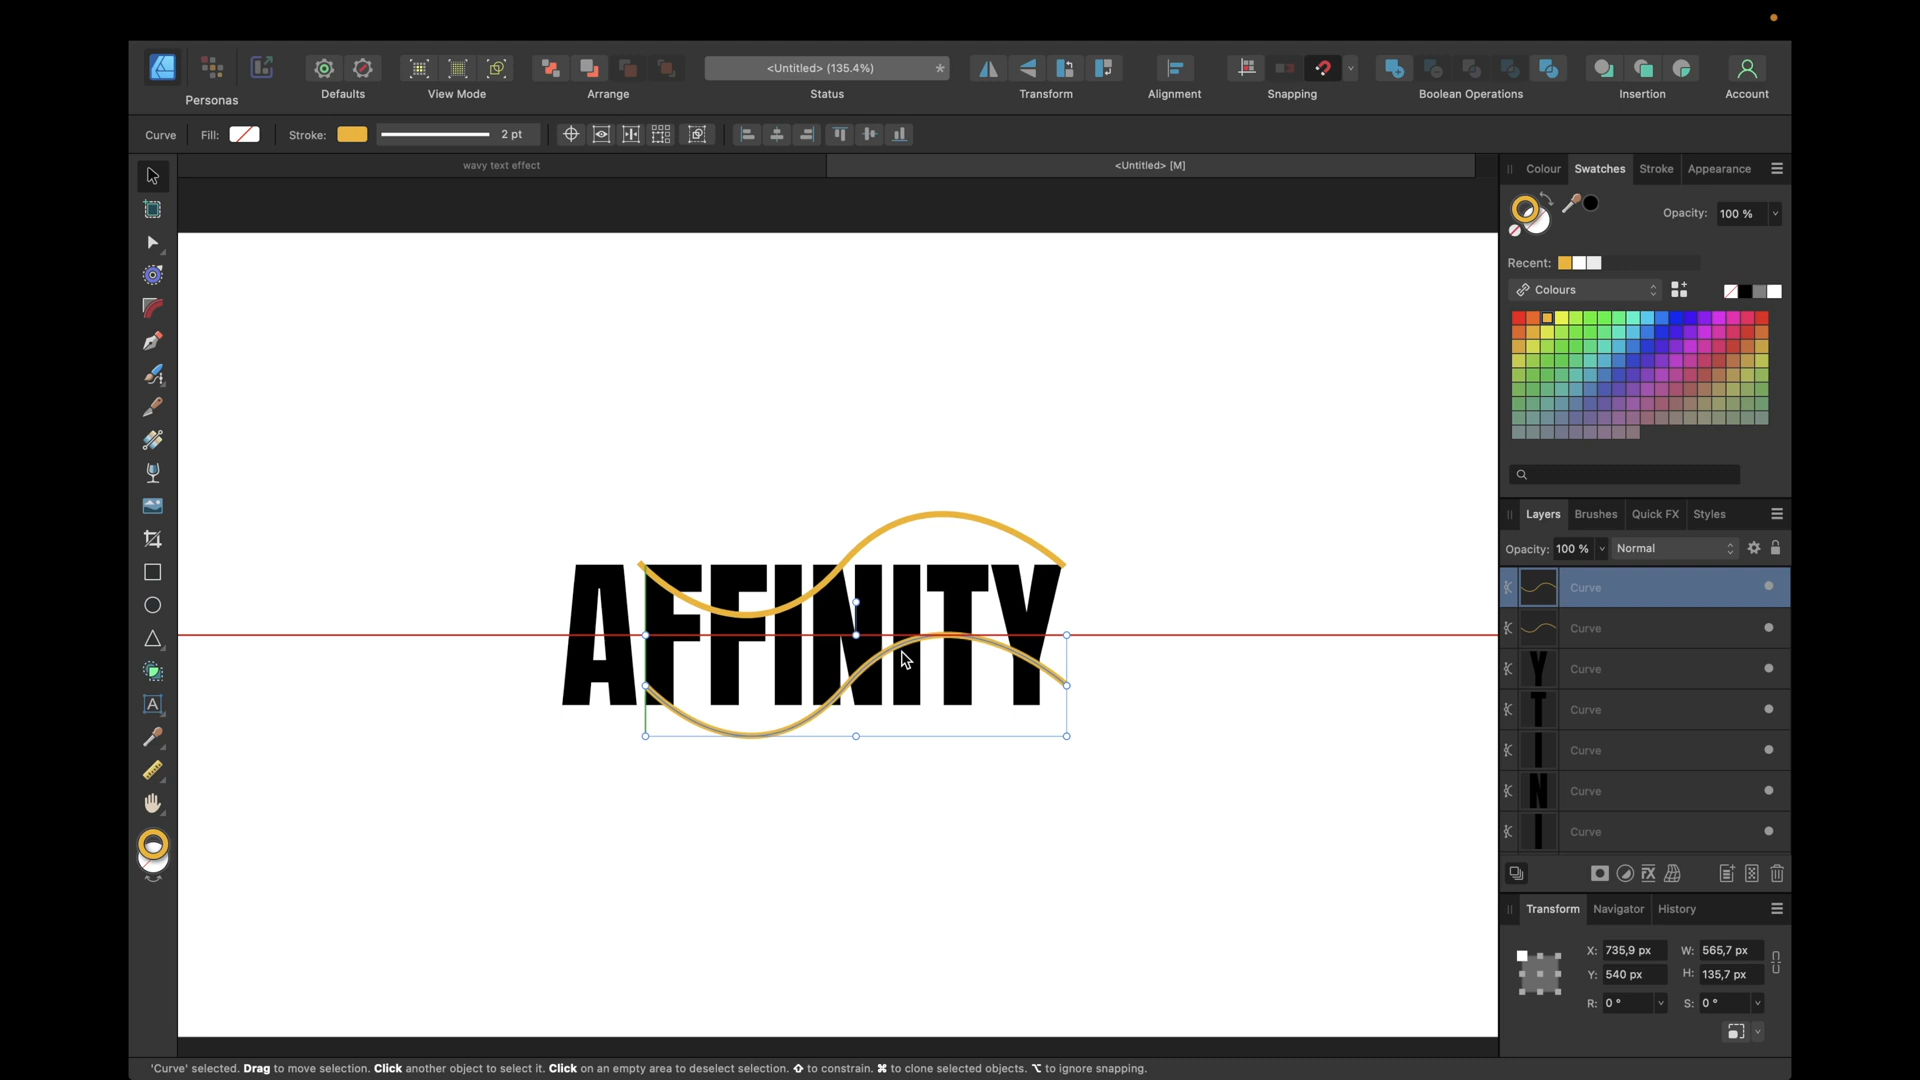 <Untitled> (135.4%)
*
Personas
Defaults
View Mode
Arrange
Status
Transform
Alignment
Snapping
Boolean Operations
Insertion
Account
Curve
Fill:
Stroke:
2 pt
wavy text effect
<Untitled> [M]
Colour
Swatches
Stroke
Appearance
Opacity:
100 %
Recent:
Colours
AFFINITY
Layers
Brushes
Quick FX
Styles
Opacity:
100 %
Normal
Curve
Curve
Curve
Curve
Curve
Curve
Curve
Transform
Navigator
History
X: 735,9 px
W: 565,7 px
Y: 540 px
H: 135,7 px
R: 0 °
S: 0 °
'Curve' selected. Drag to move selection. Click another object to select it. Click on an empty area to deselect selection. ⇧ to constrain. ⌘ to clone selected objects. ⌥ to ignore snapping.